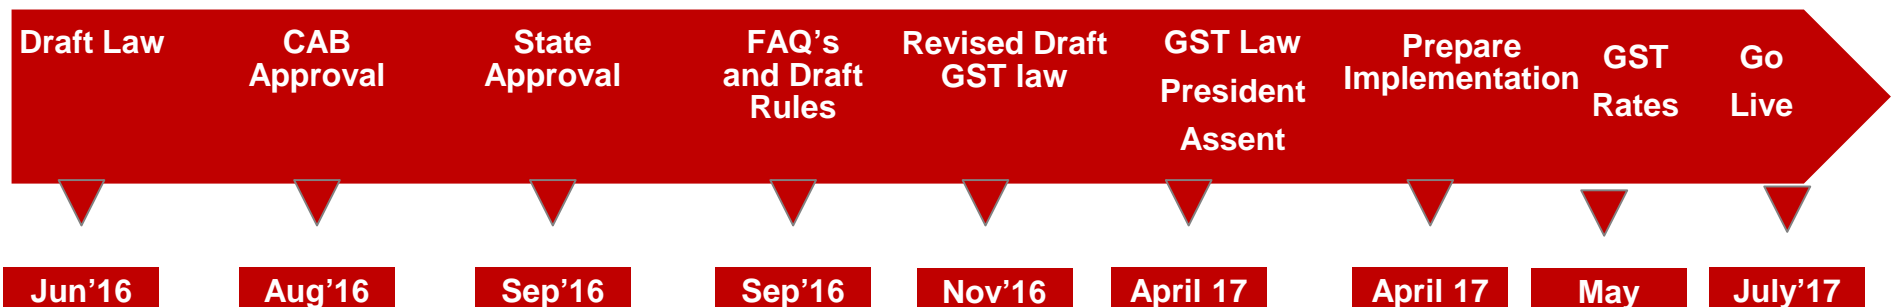 Draft Law
CAB
Approval
State
Approval
FAQ's
and Draft
Rules
Revised Draft
GST law
GST Law
President
Assent
Prepare
Implementation
GST
Rates
Go
Live
Jun’16
Aug’16
Sep’16
Sep’16
Nov’16
April 17
April 17
May
July’17